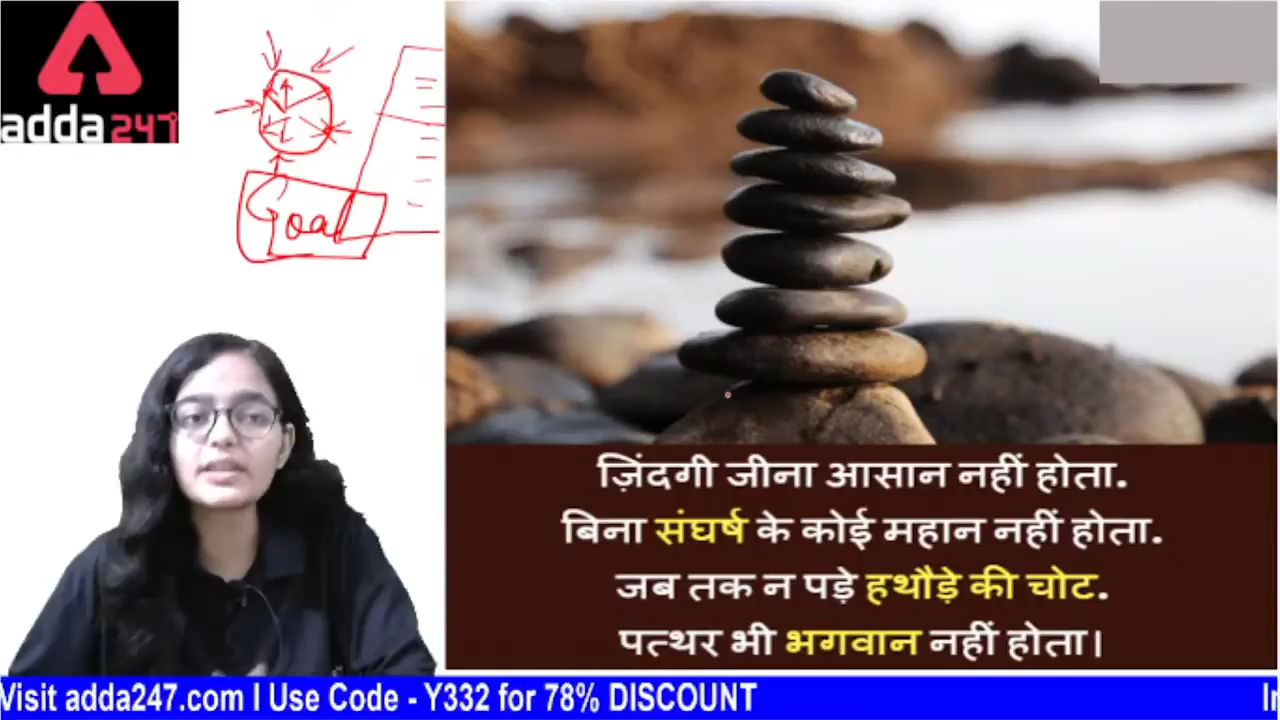 adda247
Goal
ज़िंदगी जीना आसान नहीं होता.
बिना संघर्ष के कोई महान नहीं होता.
जब तक न पड़े हथौड़े की चोट.
पत्थर भी भगवान नहीं होता।
Visit adda247.com I Use Code - Y332 for 78% DISCOUNT